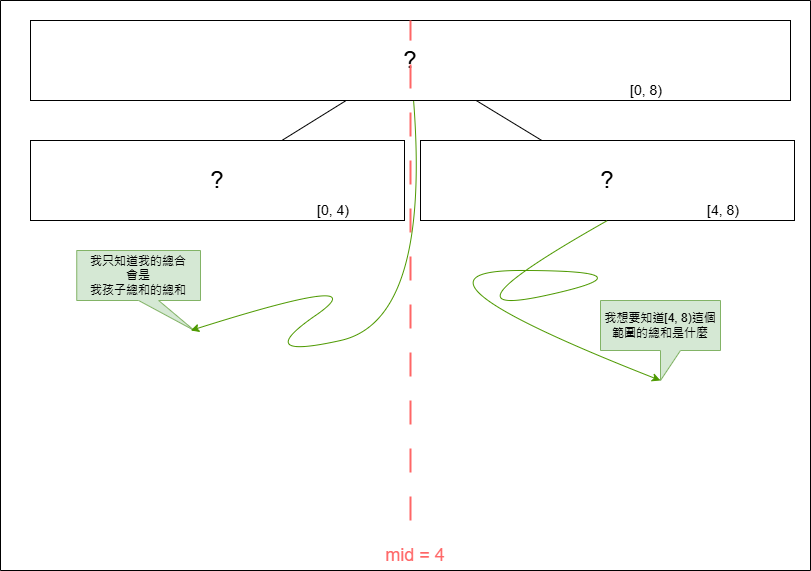 ?
[0, 8)
?
[0, 4)
?
[4, 8)
我只知道我的總合
會是
我孩子總和的總和
我想要知道[4, 8)這個
範圍的總和是什麼
mid = 4